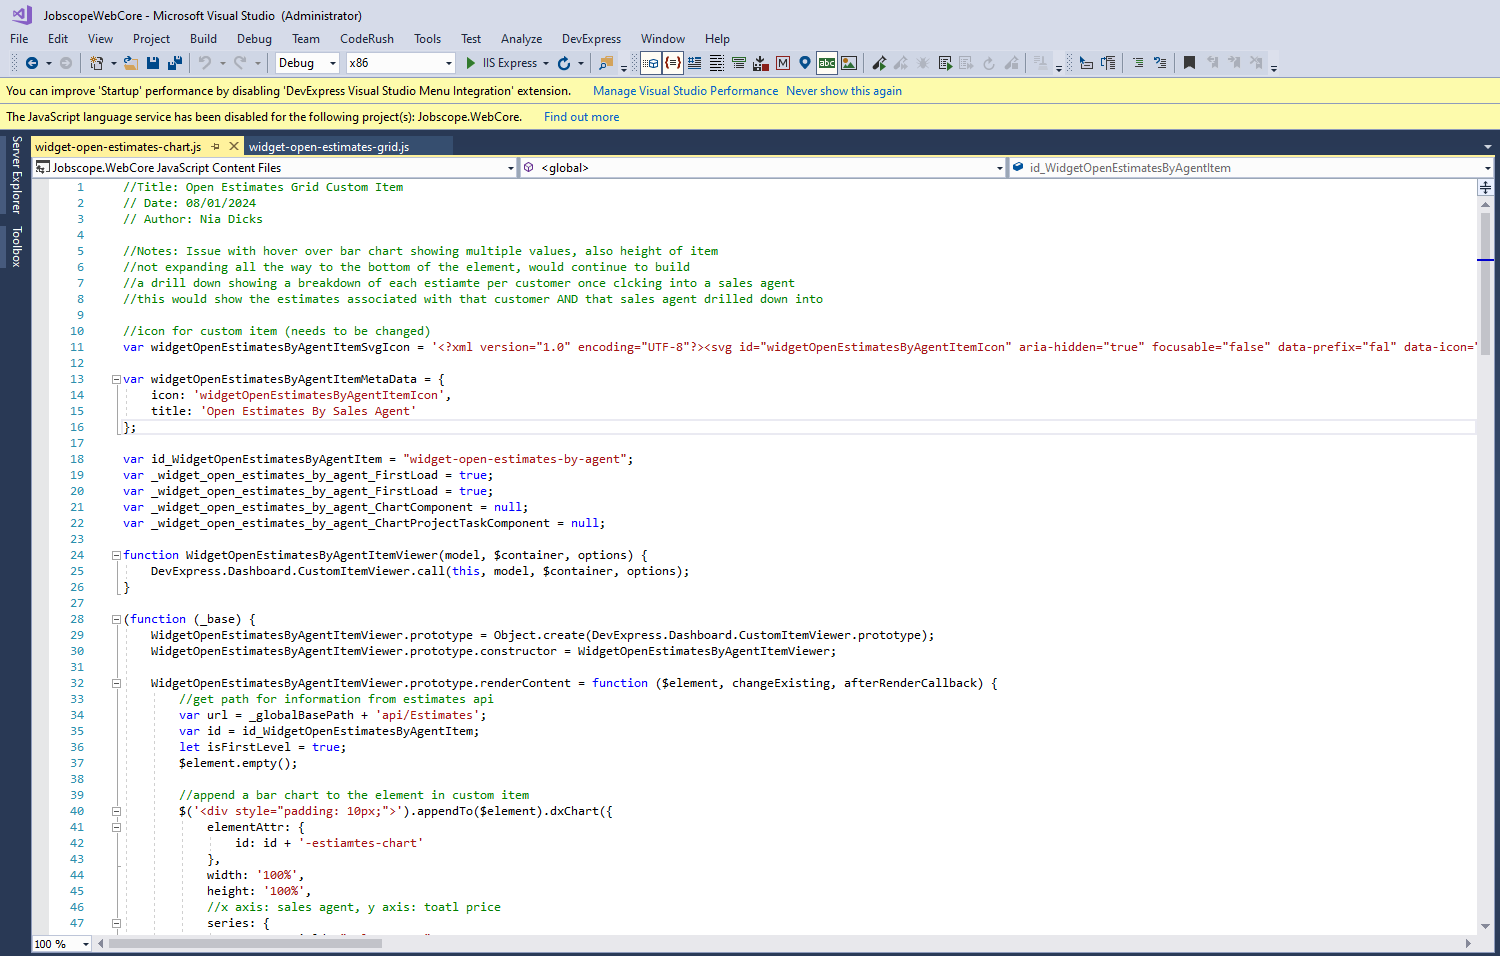 JobscopeWebCore - Microsoft Visual Studio (Administrator)
File Edit View Project Build Debug Team CodeRush Tools Test Analyze DevExpress Window Help
Debug x86 IIS Express
You can improve 'Startup' performance by disabling 'DevExpress Visual Studio Menu Integration' extension. Manage Visual Studio Performance Never show this again
The JavaScript language service has been disabled for the following project(s): Jobscope.WebCore. Find out more
Server Explorer
Toolbox
widget-open-estimates-chart.js widget-open-estimates-grid.js
Jobscope.WebCore JavaScript Content Files <global> id_WidgetOpenEstimatesByAgentItem
1 //Title: Open Estimates Grid Custom Item
2 // Date: 08/01/2024
3 // Author: Nia Dicks
4
5 //Notes: Issue with hover over bar chart showing multiple values, also height of item
6 //not expanding all the way to the bottom of the element, would continue to build
7 //a drill down showing a breakdown of each estiamte per customer once clcking into a sales agent
8 //this would show the estimates associated with that customer AND that sales agent drilled down into
9
10 //icon for custom item (needs to be changed)
11 var widgetOpenEstimatesByAgentItemSvgIcon = '<?xml version="1.0" encoding="UTF-8"?><svg id="widgetOpenEstimatesByAgentItemIcon" aria-hidden="true" focusable="false" data-prefix="fal" data-icon="
12
13 var widgetOpenEstimatesByAgentItemMetaData = {
14 icon: 'widgetOpenEstimatesByAgentItemIcon',
15 title: 'Open Estimates By Sales Agent'
16 };
17
18 var id_WidgetOpenEstimatesByAgentItem = "widget-open-estimates-by-agent";
19 var _widget_open_estimates_by_agent_FirstLoad = true;
20 var _widget_open_estimates_by_agent_FirstLoad = true;
21 var _widget_open_estimates_by_agent_ChartComponent = null;
22 var _widget_open_estimates_by_agent_ChartProjectTaskComponent = null;
23
24 function WidgetOpenEstimatesByAgentItemViewer(model, $container, options) {
25 DevExpress.Dashboard.CustomItemViewer.call(this, model, $container, options);
26 }
27
28 (function (_base) {
29 WidgetOpenEstimatesByAgentItemViewer.prototype = Object.create(DevExpress.Dashboard.CustomItemViewer.prototype);
30 WidgetOpenEstimatesByAgentItemViewer.prototype.constructor = WidgetOpenEstimatesByAgentItemViewer;
31
32 WidgetOpenEstimatesByAgentItemViewer.prototype.renderContent = function ($element, changeExisting, afterRenderCallback) {
33 //get path for information from estimates api
34 var url = _globalBasePath + 'api/Estimates';
35 var id = id_WidgetOpenEstimatesByAgentItem;
36 let isFirstLevel = true;
37 $element.empty();
38
39 //append a bar chart to the element in custom item
40 $('<div style="padding: 10px;">').appendTo($element).dxChart({
41 elementAttr: {
42 id: id + '-estiamtes-chart'
43 },
44 width: '100%',
45 height: '100%',
46 //x axis: sales agent, y axis: toatl price
47 series: {
100 %